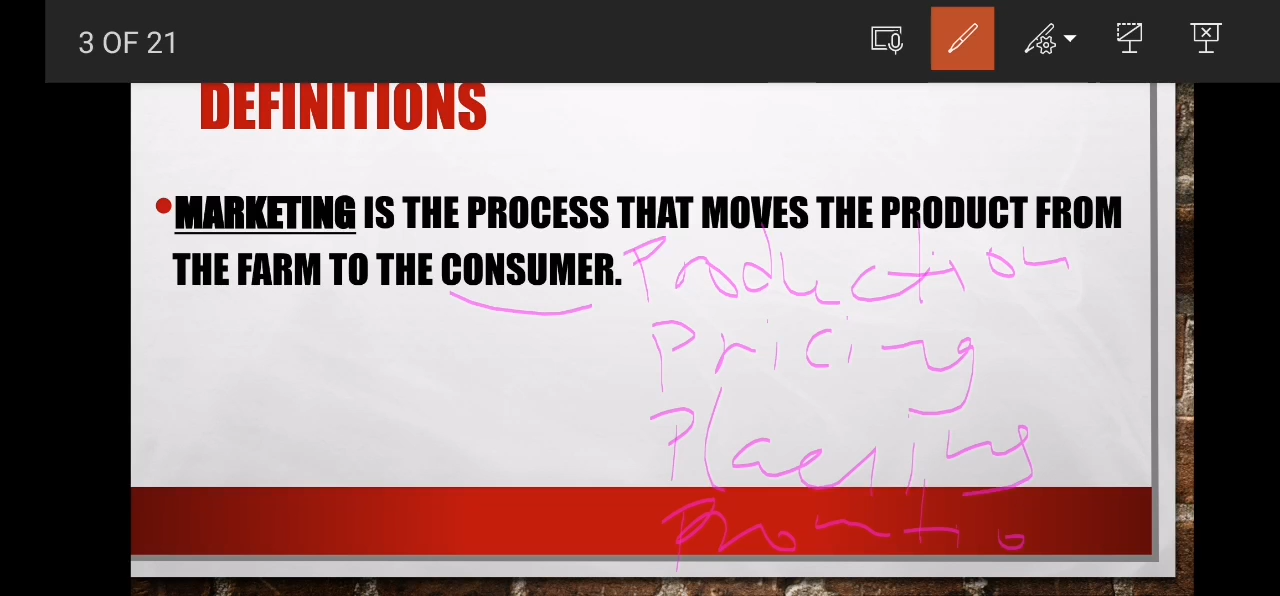 3 OF 21
DEFINITIONS
•MARKETING IS THE PROCESS THAT MOVES THE PRODUCT FROM
THE FARM TO THE CONSUMER.
Production
Pricing
Promtio